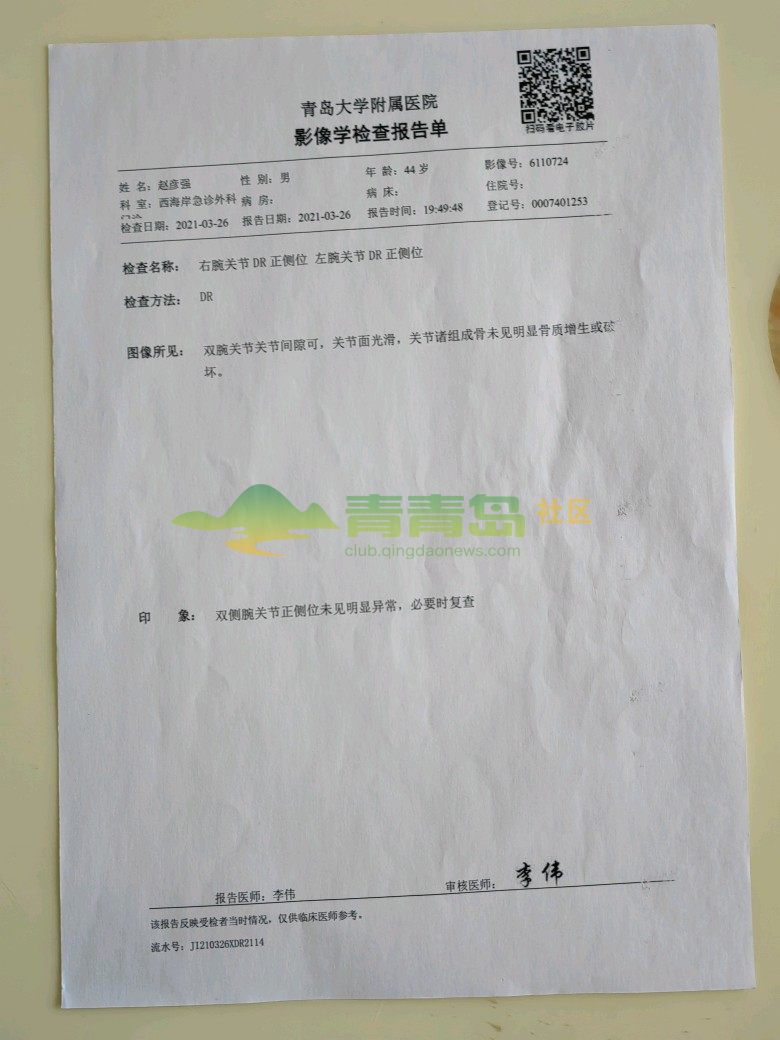 青岛大学附属医院
影像学检查报告单
扫码看电子胶片
姓 名：赵彦强 性 别：男 年 龄：44 岁 影像号：6110724
科 室：西海岸急诊外科 病 房： 病 床： 住院号：
检查日期：2021-03-26 报告日期：2021-03-26 报告时间：19:49:48 登记号：0007401253
检查名称： 右腕关节 DR 正侧位 左腕关节 DR 正侧位
检查方法： DR
图像所见： 双腕关节关节间隙可，关节面光滑，关节诸组成骨未见明显骨质增生或破
坏。
青青岛 社区
club.qingdaonews.com
印 象： 双侧腕关节正侧位未见明显异常，必要时复查
报告医师：李伟 审核医师： 李伟
该报告反映受检者当时情况，仅供临床医师参考。
流水号：JI210326XDR2114